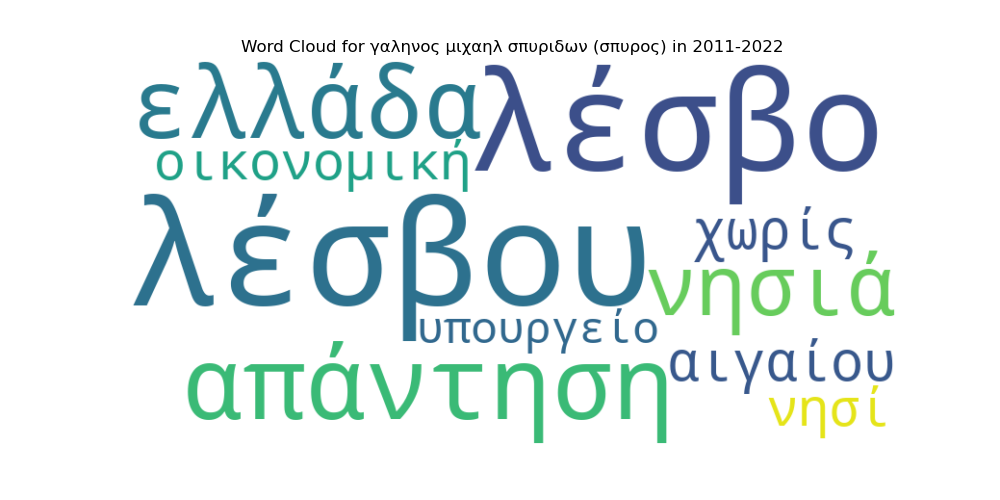 Word Cloud for γαληνος μιχαηλ σπυριδων (σπυρος) in 2011-2022
ελλάδα
λέσβο
οικονομική
λέσβου
χωρίς
νησιά
υπουργείο
απάντηση
αιγαίου
νησί